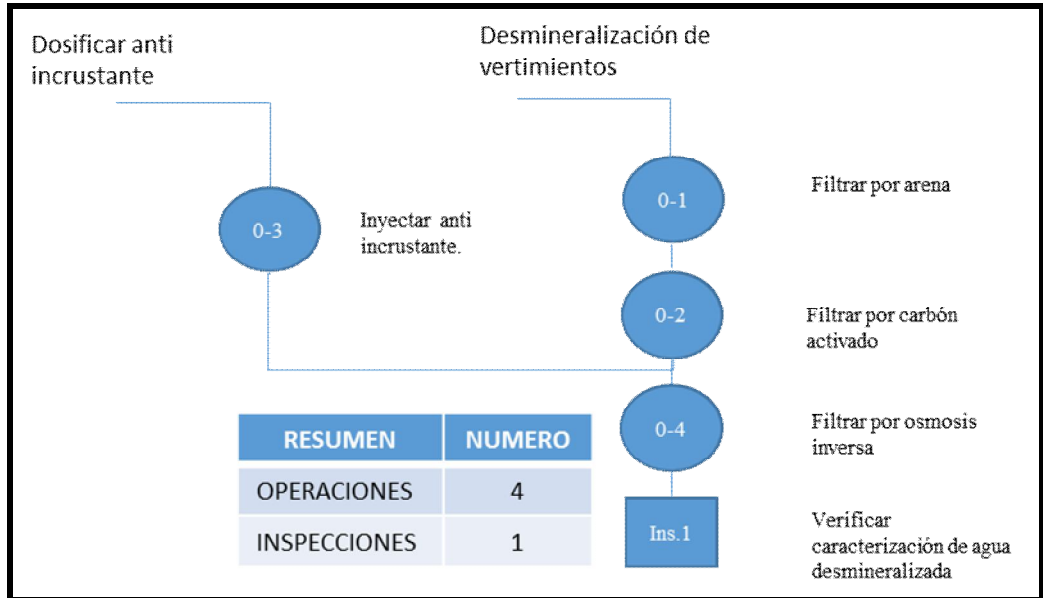 Dosificar anti
incrustante
Desmineralización de
vertimientos
0-1
Filtrar por arena
0-3
Inyectar anti
incrustante.
0-2
Filtrar por carbón
activado
0-4
Filtrar por osmosis
inversa
RESUMEN NUMERO
OPERACIONES 4
INSPECCIONES 1
Ins.1
Verificar
caracterización de agua
desmineralizada